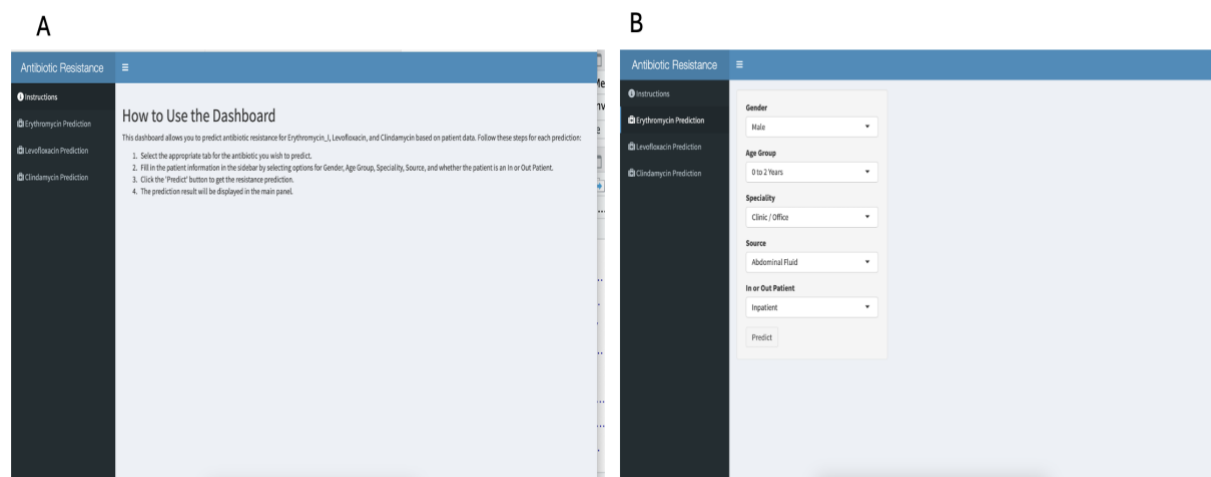 A
Antibiotic Resistance
Instructions
Erythromycin Prediction
Levofloxacin Prediction
Clindamycin Prediction
How to Use the Dashboard
This dashboard allows you to predict antibiotic resistance for Erythromycin_I, Levofloxacin, and Clindamycin based on patient data. Follow these steps for each prediction:
1. Select the appropriate tab for the antibiotic you wish to predict.
2. Fill in the patient information in the sidebar by selecting options for Gender, Age Group, Speciality, Source, and whether the patient is an In or Out Patient.
3. Click the 'Predict' button to get the resistance prediction.
4. The prediction result will be displayed in the main panel.
B
Antibiotic Resistance
Instructions
Erythromycin Prediction
Levofloxacin Prediction
Clindamycin Prediction
Gender
Male
Age Group
0 to 2 Years
Speciality
Clinic / Office
Source
Abdominal Fluid
In or Out Patient
Inpatient
Predict